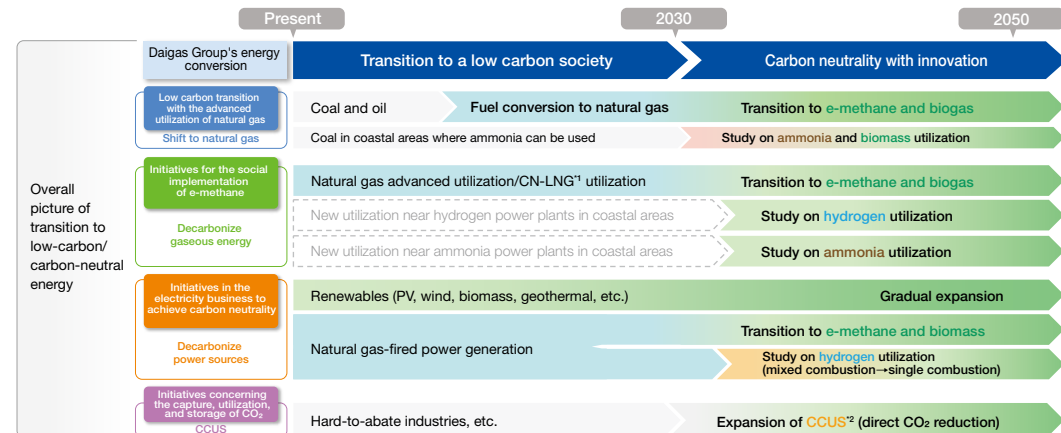 Present
2030
2050
Daigas Group's energy
conversion
Transition to a low carbon society
Carbon neutrality with innovation
Overall
picture of
transition to
low-carbon/
carbon-neutral
energy
Low carbon transition
with the advanced
utilization of natural gas
Shift to natural gas
Coal and oil
Fuel conversion to natural gas
Transition to e-methane and biogas
Coal in coastal areas where ammonia can be used
Study on ammonia and biomass utilization
Initiatives for the social
implementation
of e-methane
Decarbonize
gaseous energy
Natural gas advanced utilization/CN-LNG*1 utilization
Transition to e-methane and biogas
New utilization near hydrogen power plants in coastal areas
Study on hydrogen utilization
New utilization near ammonia power plants in coastal areas
Study on ammonia utilization
Initiatives in the
electricity business to
achieve carbon neutrality
Decarbonize
power sources
Renewables (PV, wind, biomass, geothermal, etc.)
Gradual expansion
Natural gas-fired power generation
Transition to e-methane and biomass
Study on hydrogen utilization
(mixed combustion→single combustion)
Initiatives concerning
the capture, utilization,
and storage of CO₂
CCUS
Hard-to-abate industries, etc.
Expansion of CCUS*2 (direct CO₂ reduction)